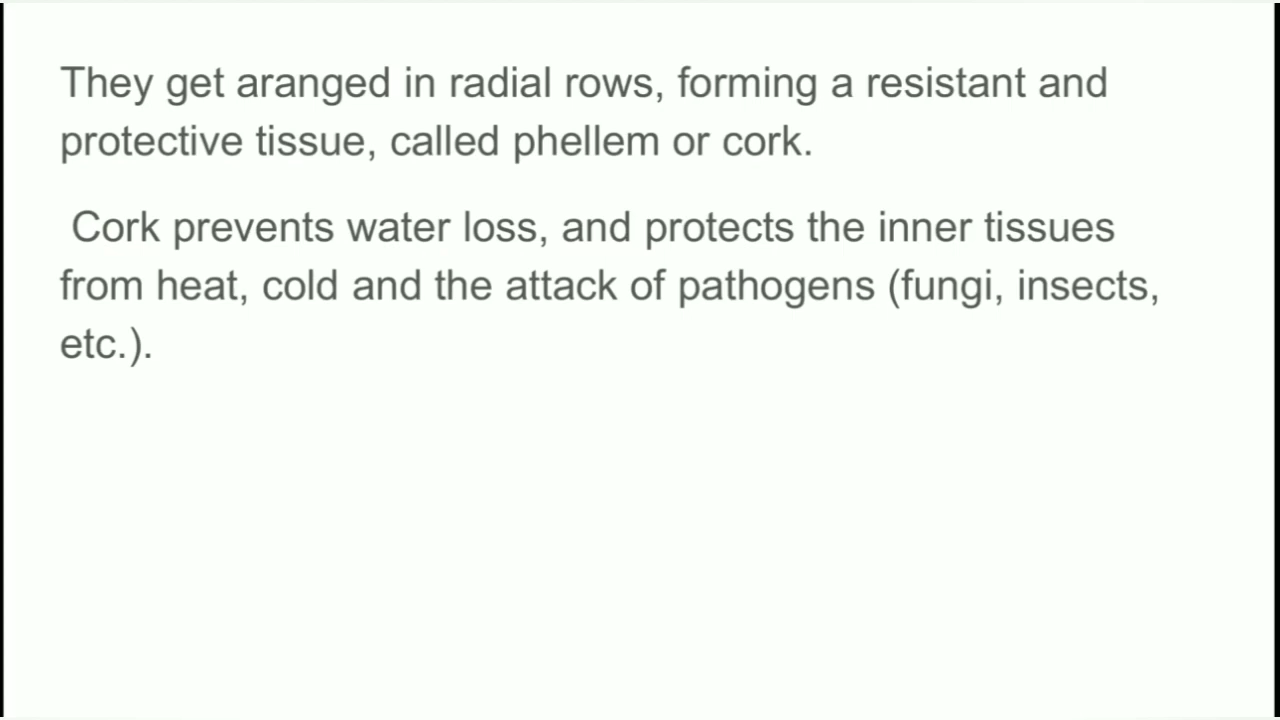 They get aranged in radial rows, forming a resistant and
protective tissue, called phellem or cork.
Cork prevents water loss, and protects the inner tissues
from heat, cold and the attack of pathogens (fungi, insects,
etc.).